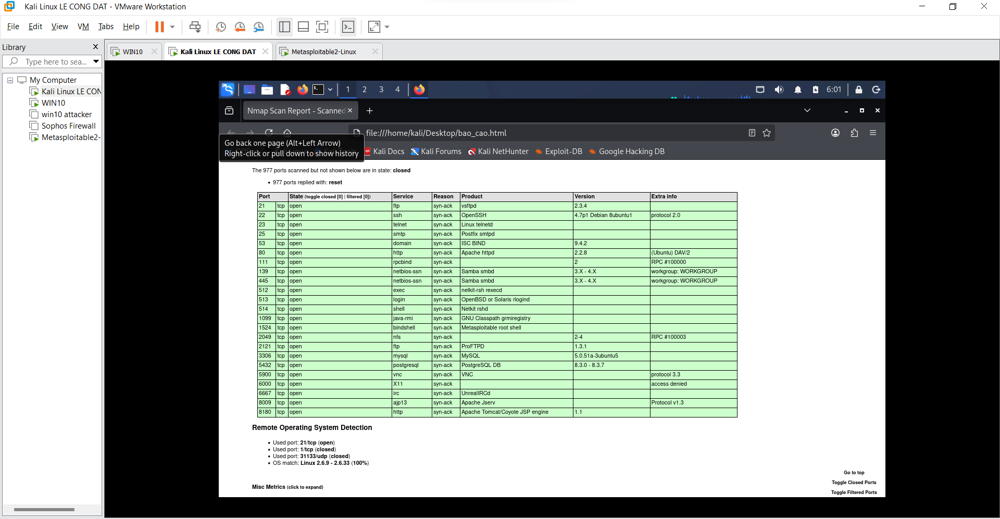 Kali Linux LE CONG DAT - VMware Workstation
File Edit View VM Tabs Help
Library
Type here to sea...
My Computer
Kali Linux LE CON
WIN10
win10 attacker
Sophos Firewall
Metasploitable2-
WIN10 Kali Linux LE CONG DAT Metasploitable2-Linux
1 2 3 4 6:01
Nmap Scan Report - Scanned
file:///home/kali/Desktop/bao_cao.html
Go back one page (Alt+Left Arrow)
Right-click or pull down to show history
Kali Docs Kali Forums Kali NetHunter Exploit-DB Google Hacking DB
The 977 ports scanned but not shown below are in state: closed
• 977 ports replied with: reset
Port State (toggle closed [0] | filtered [0]) Service Reason Product Version Extra info
21 tcp open ftp syn-ack vsftpd 2.3.4
22 tcp open ssh syn-ack OpenSSH 4.7p1 Debian 8ubuntu1 protocol 2.0
23 tcp open telnet syn-ack Linux telnetd
25 tcp open smtp syn-ack Postfix smtpd
53 tcp open domain syn-ack ISC BIND 9.4.2
80 tcp open http syn-ack Apache httpd 2.2.8 (Ubuntu) DAV/2
111 tcp open rpcbind syn-ack 2 RPC #100000
139 tcp open netbios-ssn syn-ack Samba smbd 3.X - 4.X workgroup: WORKGROUP
445 tcp open netbios-ssn syn-ack Samba smbd 3.X - 4.X workgroup: WORKGROUP
512 tcp open exec syn-ack netkit-rsh rexecd
513 tcp open login syn-ack OpenBSD or Solaris rlogind
514 tcp open shell syn-ack Netkit rshd
1099 tcp open java-rmi syn-ack GNU Classpath grmiregistry
1524 tcp open bindshell syn-ack Metasploitable root shell
2049 tcp open nfs syn-ack 2-4 RPC #100003
2121 tcp open ftp syn-ack ProFTPD 1.3.1
3306 tcp open mysql syn-ack MySQL 5.0.51a-3ubuntu5
5432 tcp open postgresql syn-ack PostgreSQL DB 8.3.0 - 8.3.7
5900 tcp open vnc syn-ack VNC protocol 3.3
6000 tcp open X11 syn-ack access denied
6667 tcp open irc syn-ack UnrealIRCd
8009 tcp open ajp13 syn-ack Apache Jserv Protocol v1.3
8180 tcp open http syn-ack Apache Tomcat/Coyote JSP engine 1.1
Remote Operating System Detection
• Used port: 21/tcp (open)
• Used port: 1/tcp (closed)
• Used port: 31133/udp (closed)
• OS match: Linux 2.6.9 - 2.6.33 (100%)
Misc Metrics (click to expand)
Go to top
Toggle Closed Ports
Toggle Filtered Ports